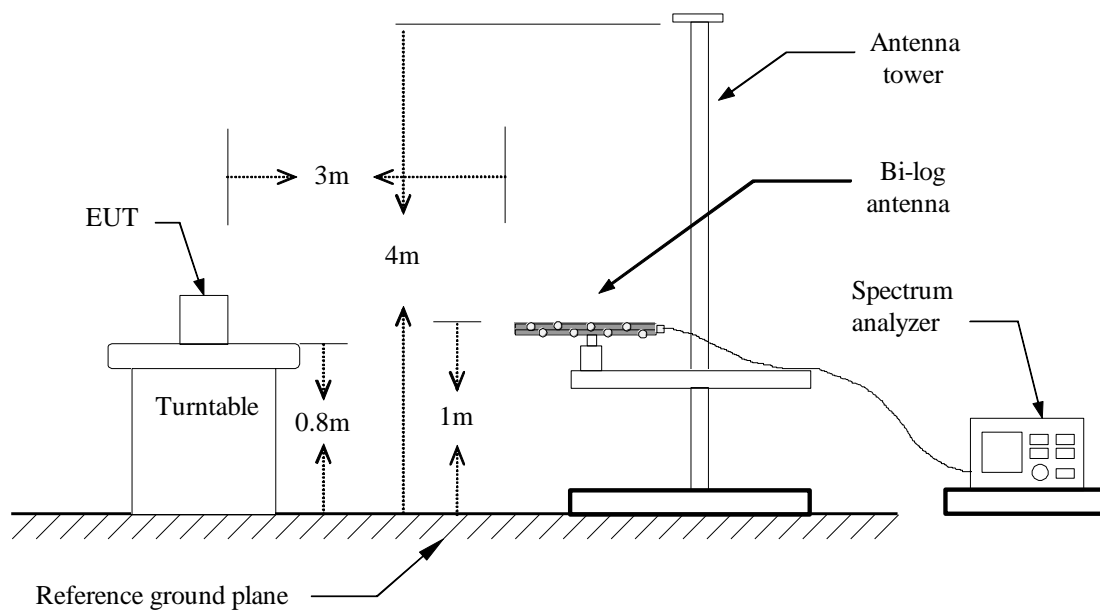 Antenna
tower
3m
Bi-log
antenna
EUT
4m
Spectrum
analyzer
Turntable
0.8m
1m
Reference ground plane